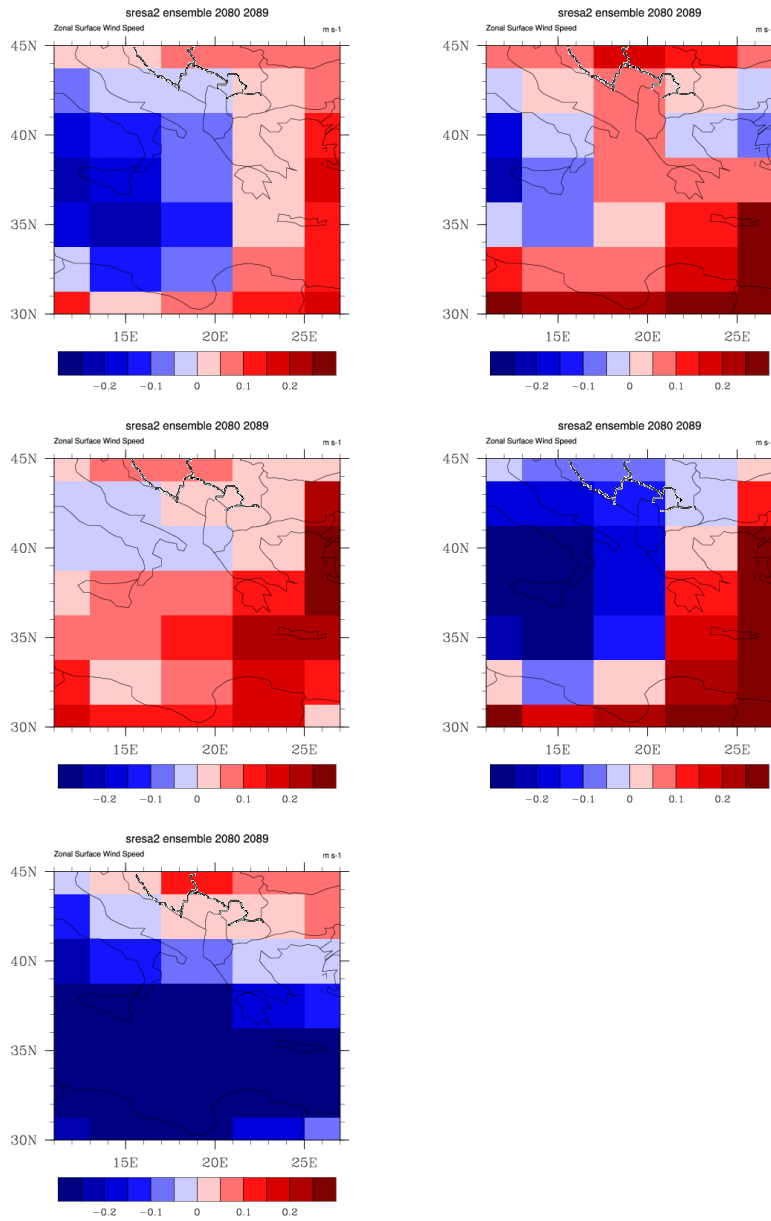 sresa2 ensemble 2080 2089
Zonal Surface Wind Speed m s-1
45N
40N
35N
30N
15E 20E 25E
−0.2 −0.1 0 0.1 0.2
sresa2 ensemble 2080 2089
Zonal Surface Wind Speed m s-
45N
40N
35N
30N
15E 20E 25E
−0.2 −0.1 0 0.1 0.2
sresa2 ensemble 2080 2089
Zonal Surface Wind Speed m s-1
45N
40N
35N
30N
15E 20E 25E
−0.2 −0.1 0 0.1 0.2
sresa2 ensemble 2080 2089
Zonal Surface Wind Speed m s-
45N
40N
35N
30N
15E 20E 25E
−0.2 −0.1 0 0.1 0.2
sresa2 ensemble 2080 2089
Zonal Surface Wind Speed m s-1
45N
40N
35N
30N
15E 20E 25E
−0.2 −0.1 0 0.1 0.2